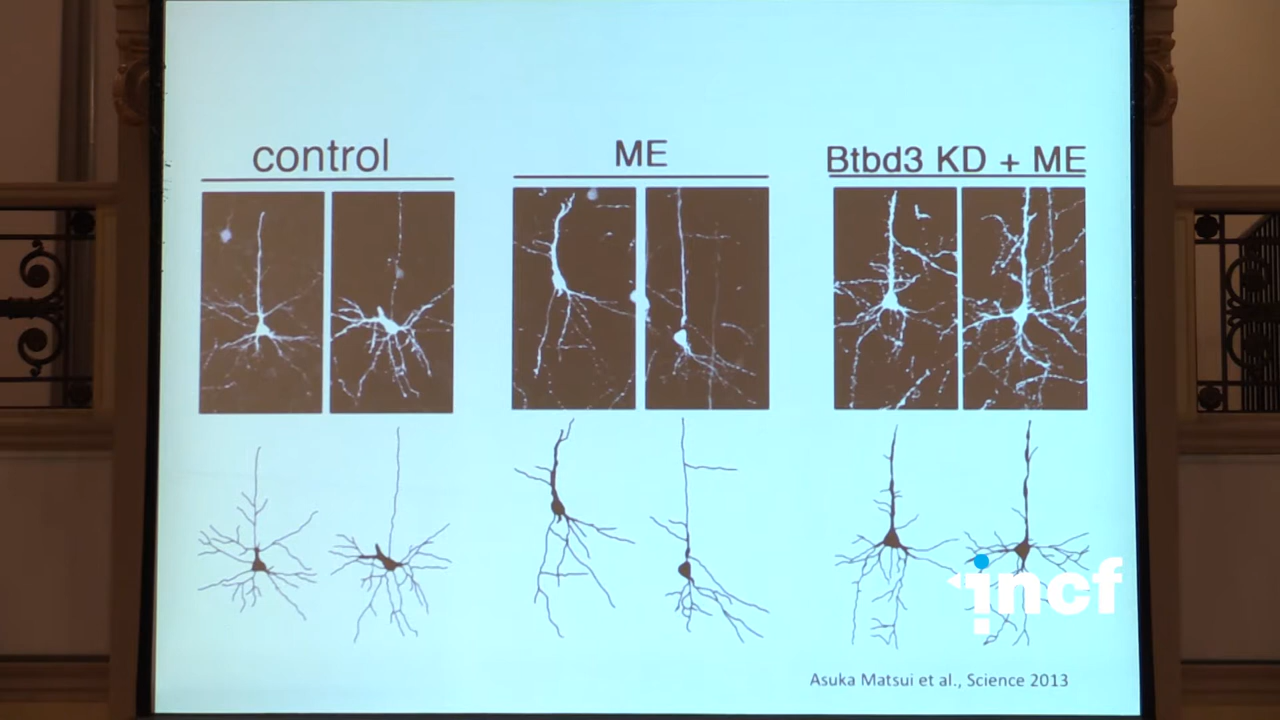 control
ME
Btbd3 KD + ME
incf
Asuka Matsui et al., Science 2013